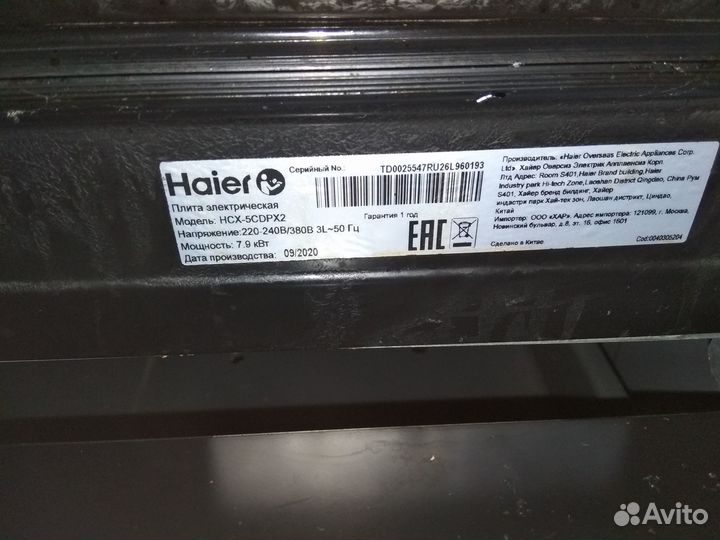 Haier
Серийный No.:
TD0025547RU26L960193
Плита электрическая
Модель: HCX-5CDPX2
Напряжение:220-240В/380В 3L~50 Гц
Мощность: 7.9 кВт
Дата производства: 09/2020
Гарантия 1 год
EAC
Производитель: «Haier Overseas Electric Appliances Corp.
Ltd». Хайер Оверсиз Электрик Апплаенсиз Корп.
Лтд Адрес: Room S401,Haier Brand building,Haier
Industry park Hi-tech Zone,Laoshan District Qingdao, China Рум
S401, Хайер бренд билдинг, Хайер
индастри парк Хай-тек зон, Лаошан дистрикт, Циндао,
Китай
Импортер: ООО «ХАР». Адрес импортера: 121099, г. Москва,
Новинский бульвар, д.8, эт. 16, офис 1601
Сделано в Китае
Cod:0040305204
Avito